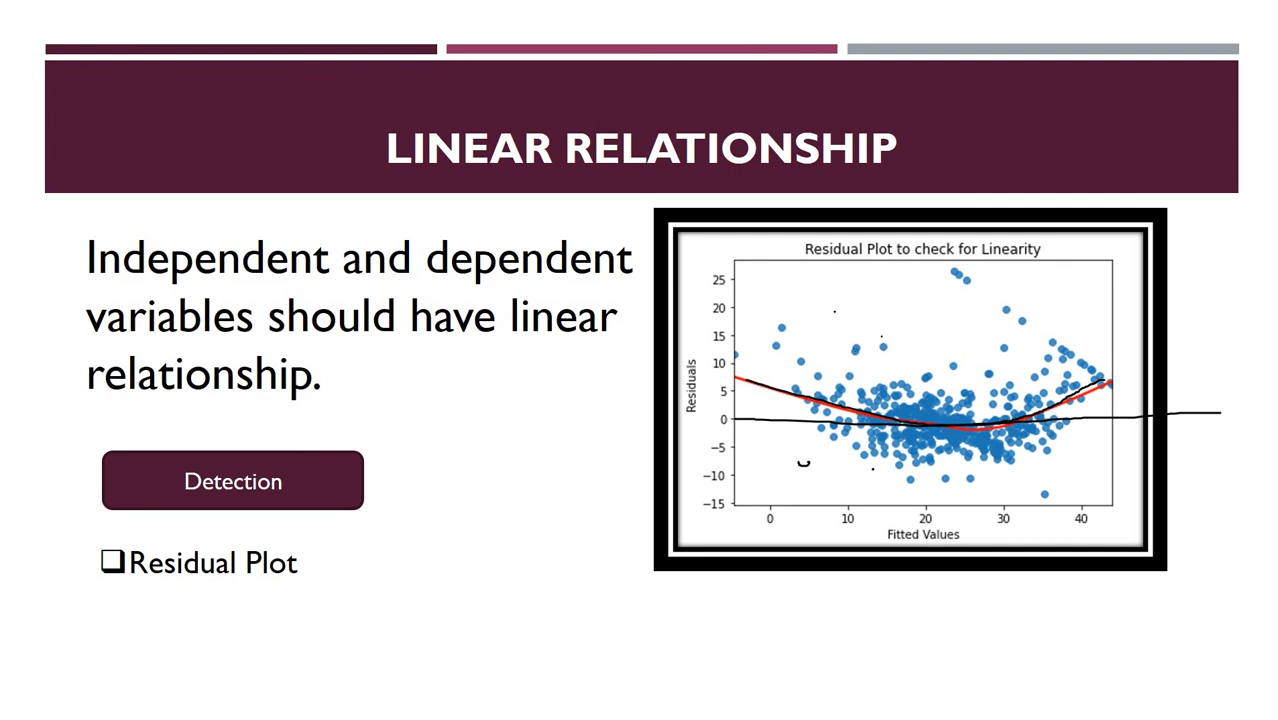 LINEAR RELATIONSHIP
Independent and dependent
variables should have linear
relationship.
Detection
Residual Plot
Residual Plot to check for Linearity
25
20
15
10
5
0
−5
−10
−15
Residuals
0 10 20 30 40
Fitted Values